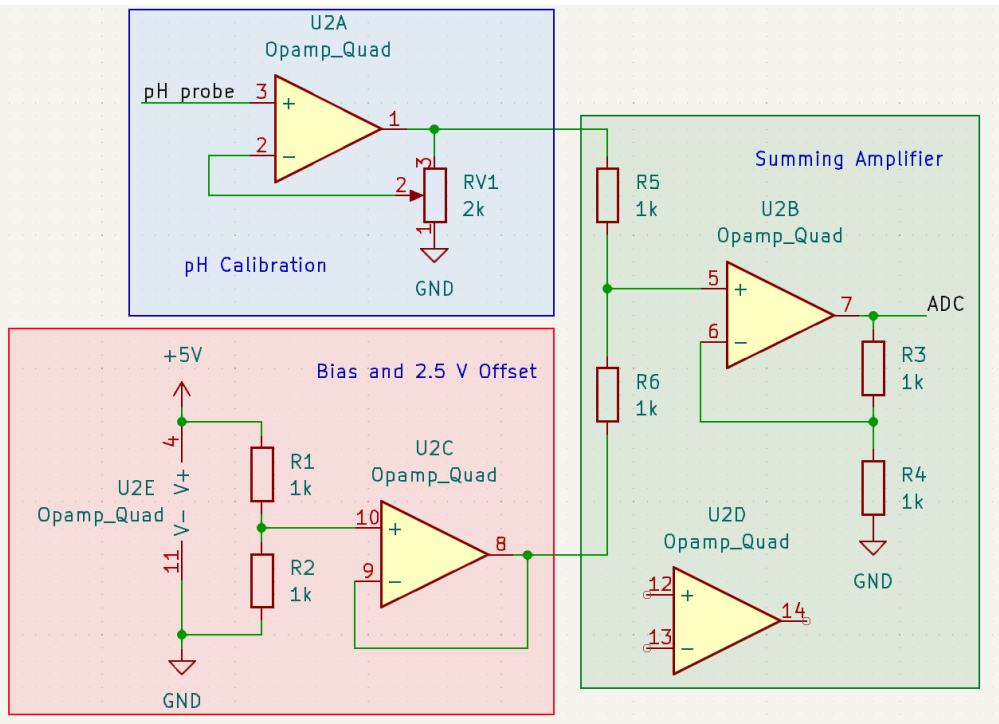 U2A
Opamp_Quad
pH probe
3
+
1
2
−
3
2
RV1
2k
1
pH Calibration
GND
Summing Amplifier
R5
1k
U2B
Opamp_Quad
5
+
7
ADC
6
−
R3
1k
R6
1k
R4
1k
GND
U2D
Opamp_Quad
12
+
14
13
−
+5V
Bias and 2.5 V Offset
4
V+
U2E
Opamp_Quad
V−
11
R1
1k
R2
1k
U2C
Opamp_Quad
10
+
8
9
−
GND